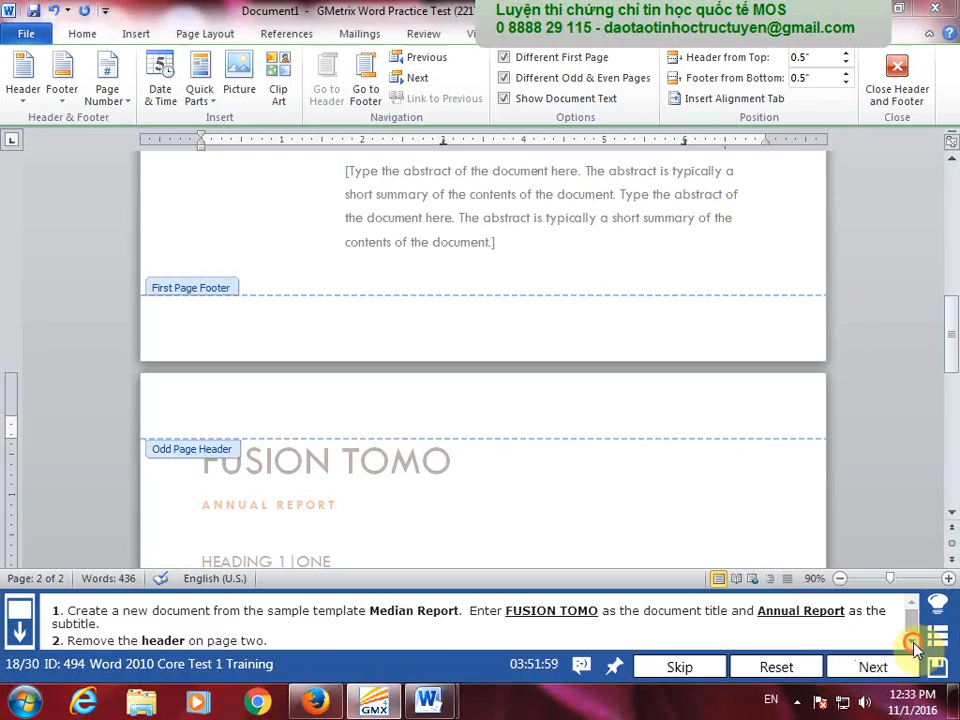 Document1 - GMetrix Word Practice Test (221
Luyện thi chứng chỉ tin học quốc tế MOS
0 8888 29 115 - daotaotinhoctructuyen@gmail.com
File Home Insert Page Layout References Mailings Review
Header Footer Page Number
Header & Footer
Date & Time Quick Parts Picture Clip Art
Insert
Go to Header Go to Footer Previous Next Link to Previous
Navigation
Different First Page
Different Odd & Even Pages
Show Document Text
Options
Header from Top: 0.5"
Footer from Bottom: 0.5"
Insert Alignment Tab
Position
Close Header and Footer
Close
1 2 3 4 5 6
[Type the abstract of the document here. The abstract is typically a
short summary of the contents of the document. Type the abstract of
the document here. The abstract is typically a short summary of the
contents of the document.]
First Page Footer
Odd Page Header
FUSION TOMO
ANNUAL REPORT
HEADING 1|ONE
Page: 2 of 2 Words: 436 English (U.S.) 90%
1. Create a new document from the sample template Median Report. Enter FUSION TOMO as the document title and Annual Report as the
subtitle.
2. Remove the header on page two.
18/30 ID: 494 Word 2010 Core Test 1 Training 03:51:59 Skip Reset Next
GMX
EN 12:33 PM
11/1/2016